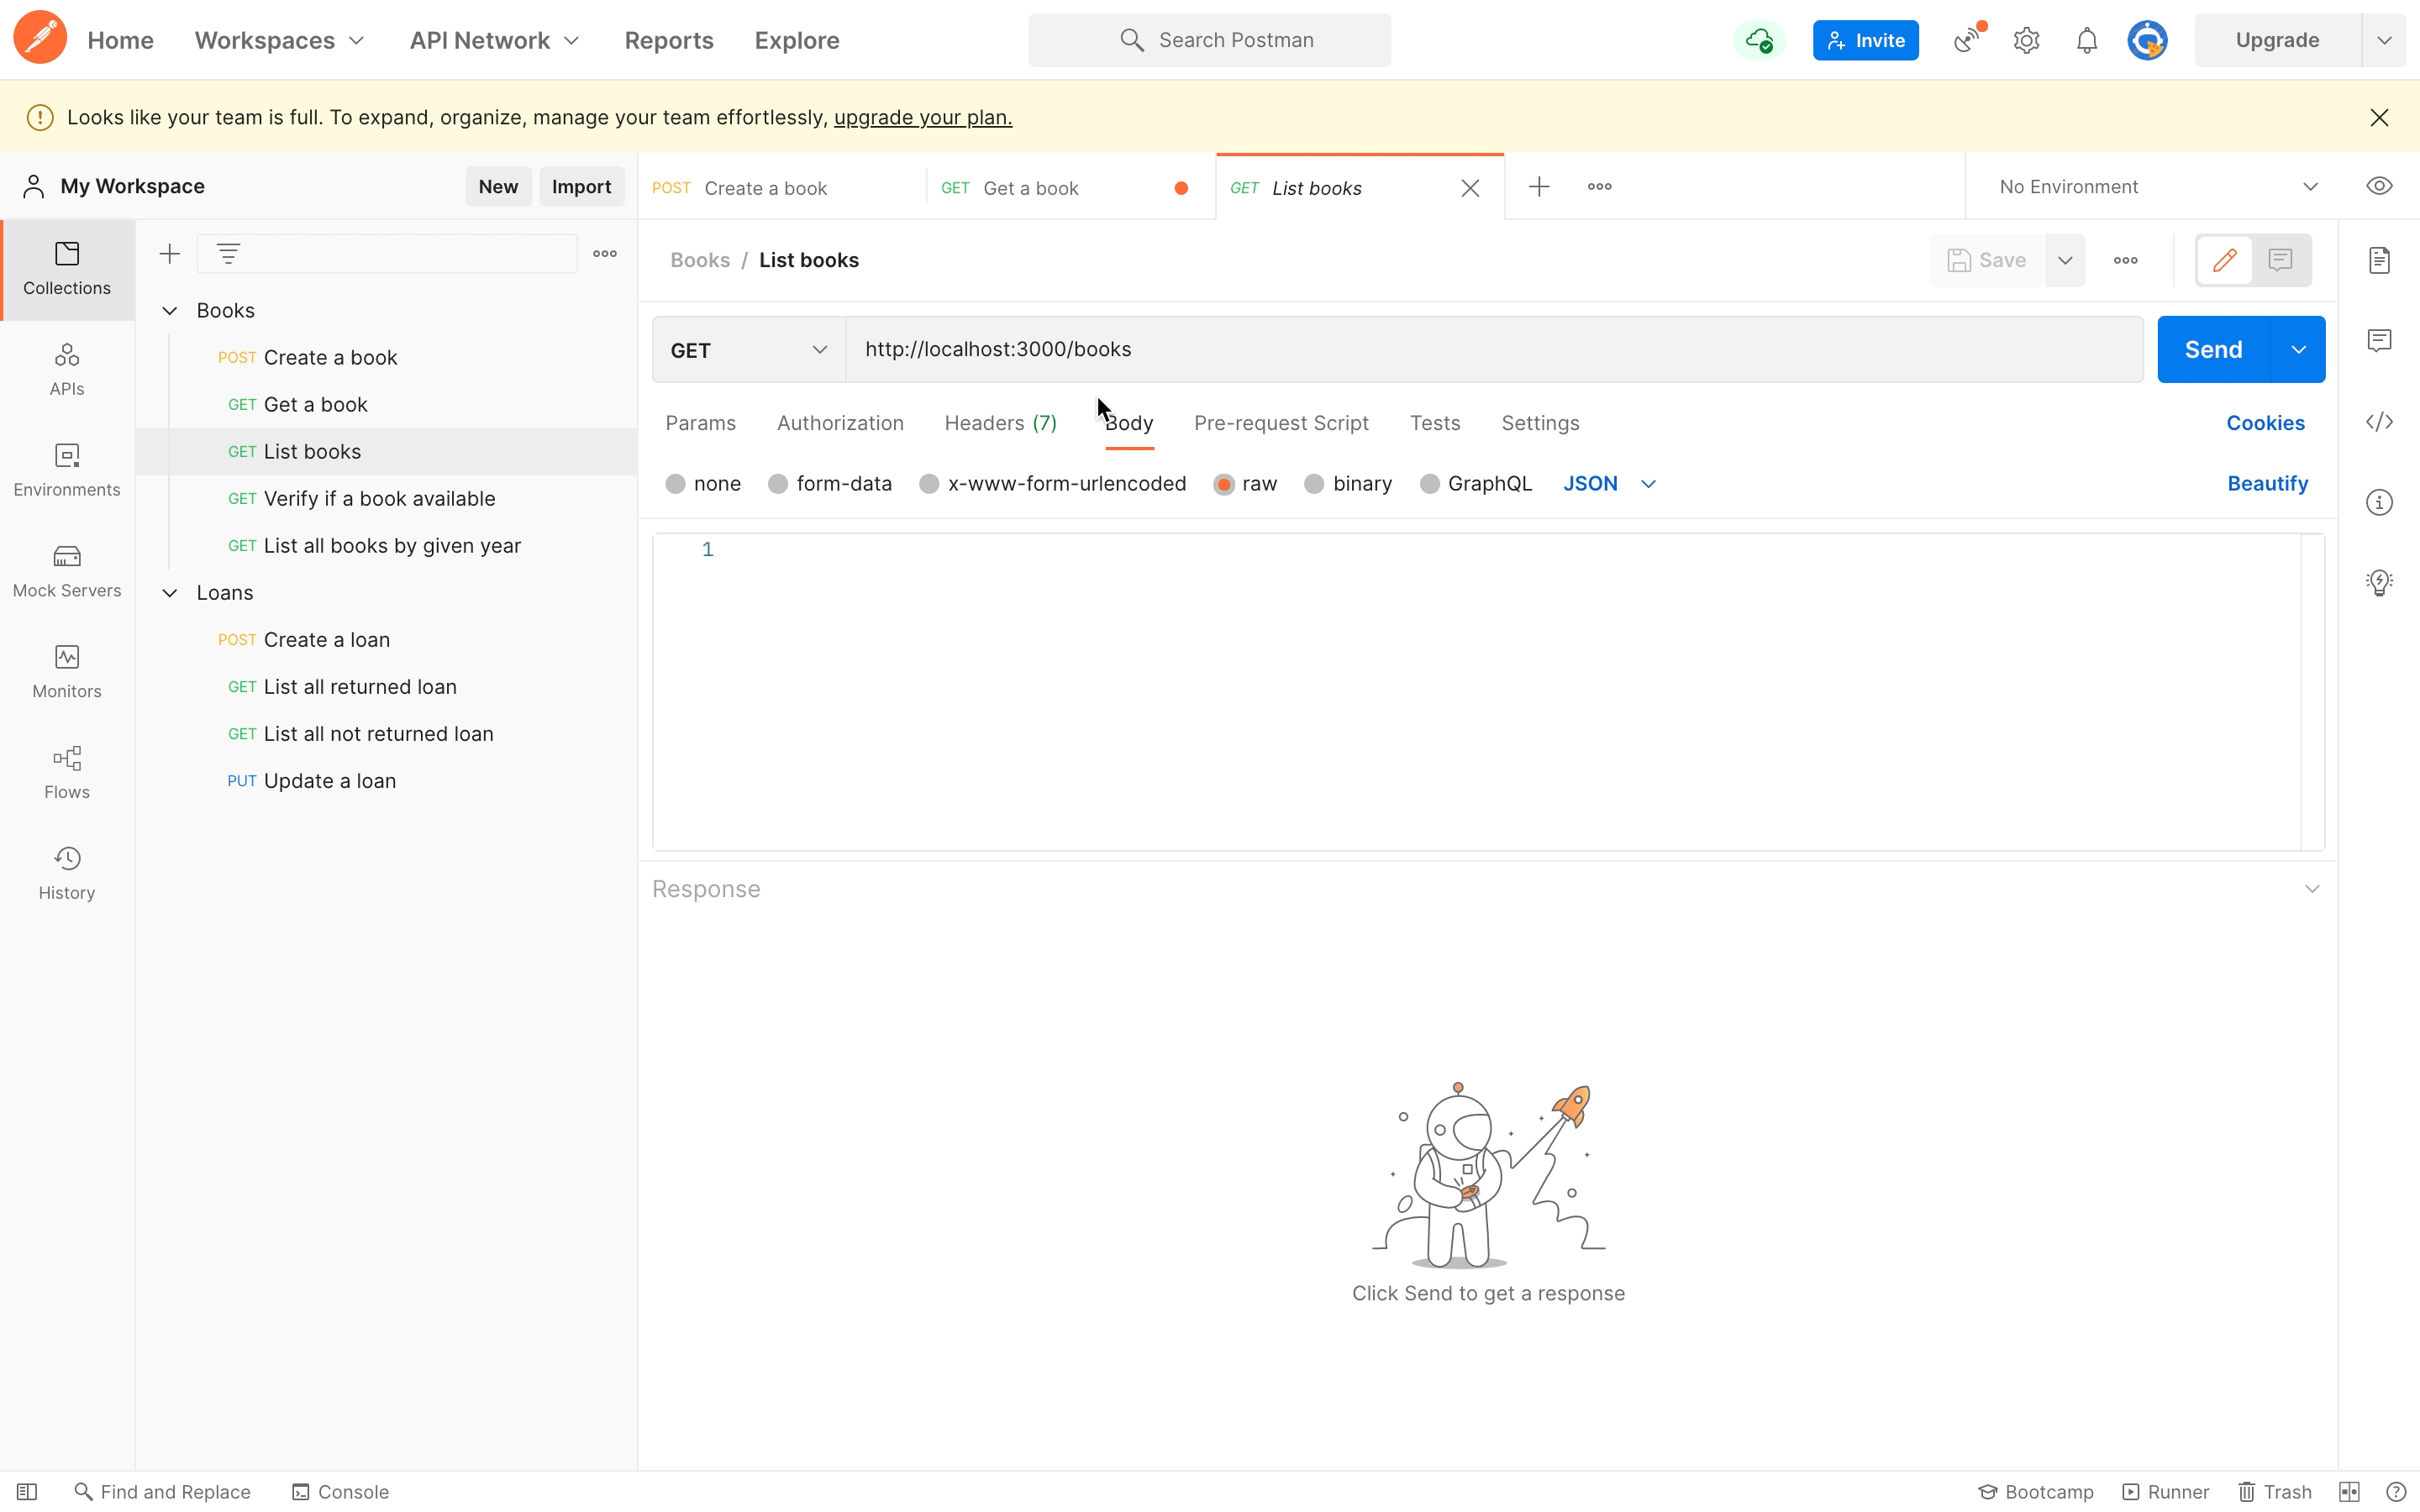 Home Workspaces API Network Reports Explore Search Postman Invite Upgrade
Looks like your team is full. To expand, organize, manage your team effortlessly, upgrade your plan.
My Workspace New Import
POST Create a book GET Get a book GET List books No Environment
Collections
APIs
Environments
Mock Servers
Monitors
Flows
History
Books
POST Create a book
GET Get a book
GET List books
GET Verify if a book available
GET List all books by given year
Loans
POST Create a loan
GET List all returned loan
GET List all not returned loan
PUT Update a loan
Books / List books Save
GET http://localhost:3000/books Send
Params Authorization Headers (7) Body Pre-request Script Tests Settings Cookies
none form-data x-www-form-urlencoded raw binary GraphQL JSON Beautify
1
Response
Click Send to get a response
Find and Replace Console Bootcamp Runner Trash